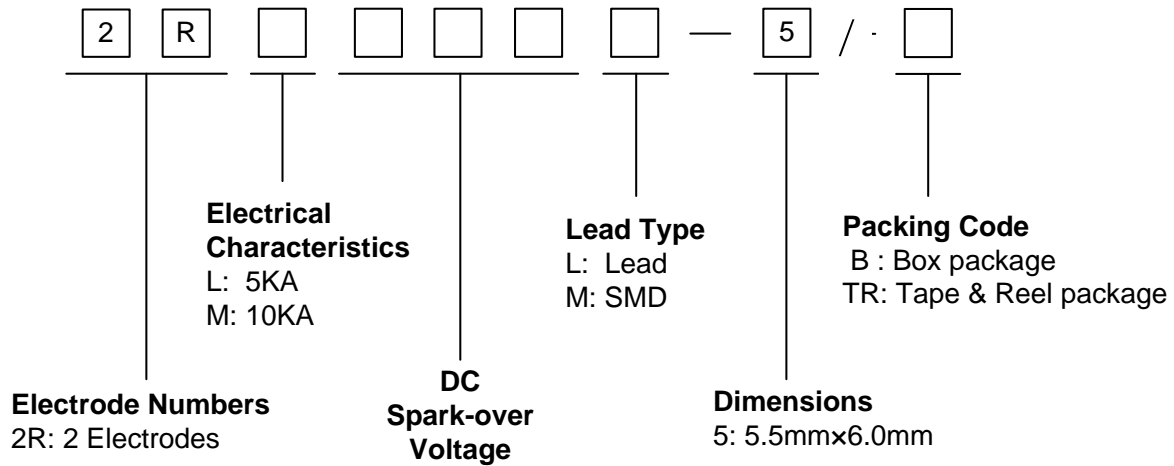 2 R — 5 / -
Electrical
Characteristics
L: 5KA
M: 10KA
Lead Type
L: Lead
M: SMD
Packing Code
B : Box package
TR: Tape & Reel package
Electrode Numbers
2R: 2 Electrodes
DC
Spark-over
Voltage
Dimensions
5: 5.5mm×6.0mm